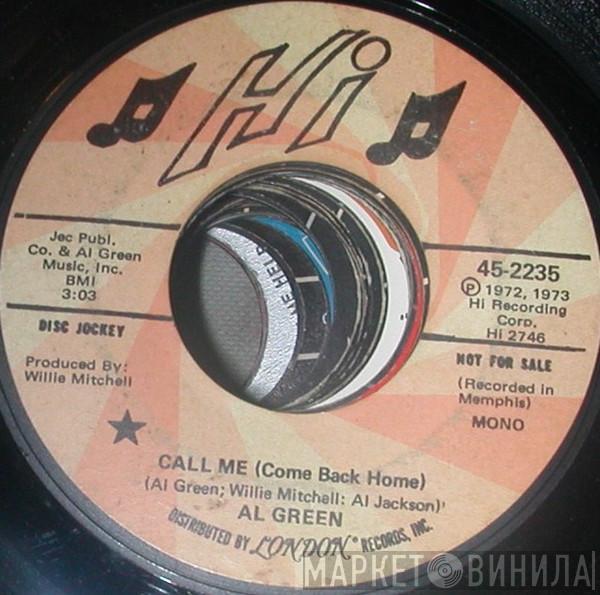 Hi
Jec Publ.
Co. & Al Green
Music, Inc.
BMI
3:03
DISC JOCKEY
Produced By:
Willie Mitchell
45-2235
Ⓟ 1972, 1973
Hi Recording
Corp.
Hi 2746
NOT FOR SALE
(Recorded in
Memphis)
MONO
CALL ME (Come Back Home)
(Al Green; Willie Mitchell: Al Jackson)
AL GREEN
DISTRIBUTED BY LONDON® RECORDS, INC.
МАРКЕТ ВИНИЛА